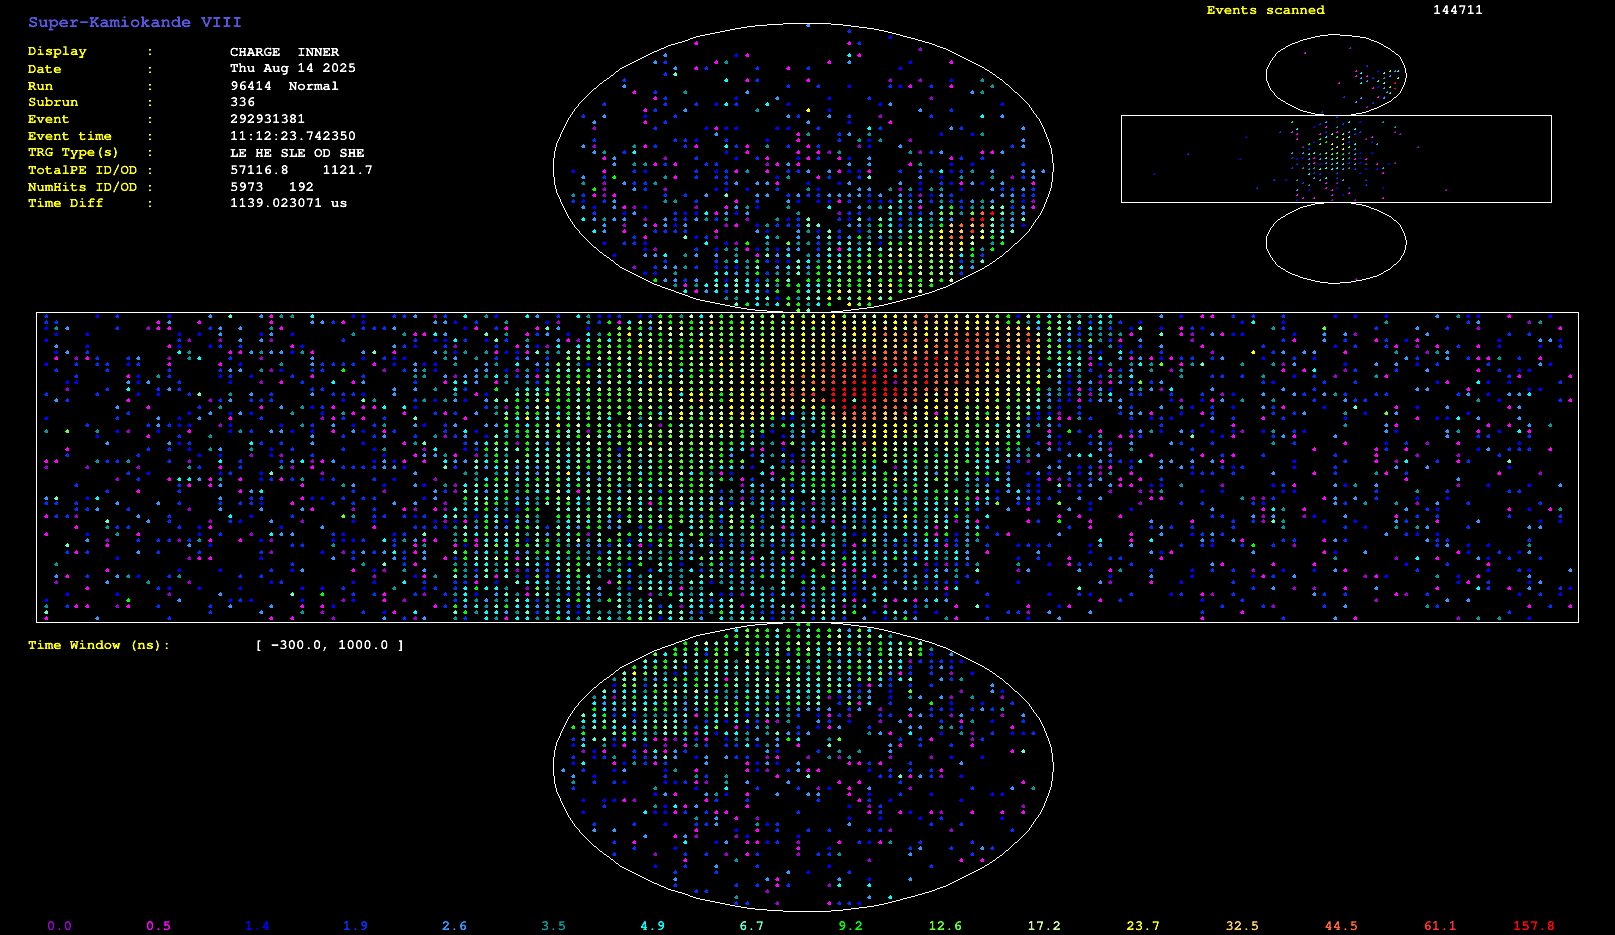 Super-Kamiokande VIII
Events scanned 144711
Display : CHARGE INNER
Date : Thu Aug 14 2025
Run : 96414 Normal
Subrun : 336
Event : 292931381
Event time : 11:12:23.742350
TRG Type(s) : LE HE SLE OD SHE
TotalPE ID/OD : 57116.8 1121.7
NumHits ID/OD : 5973 192
Time Diff : 1139.023071 us
Time Window (ns): [ -300.0, 1000.0 ]
0.0 0.5 1.4 1.9 2.6 3.5 4.9 6.7 9.2 12.6 17.2 23.7 32.5 44.5 61.1 157.8